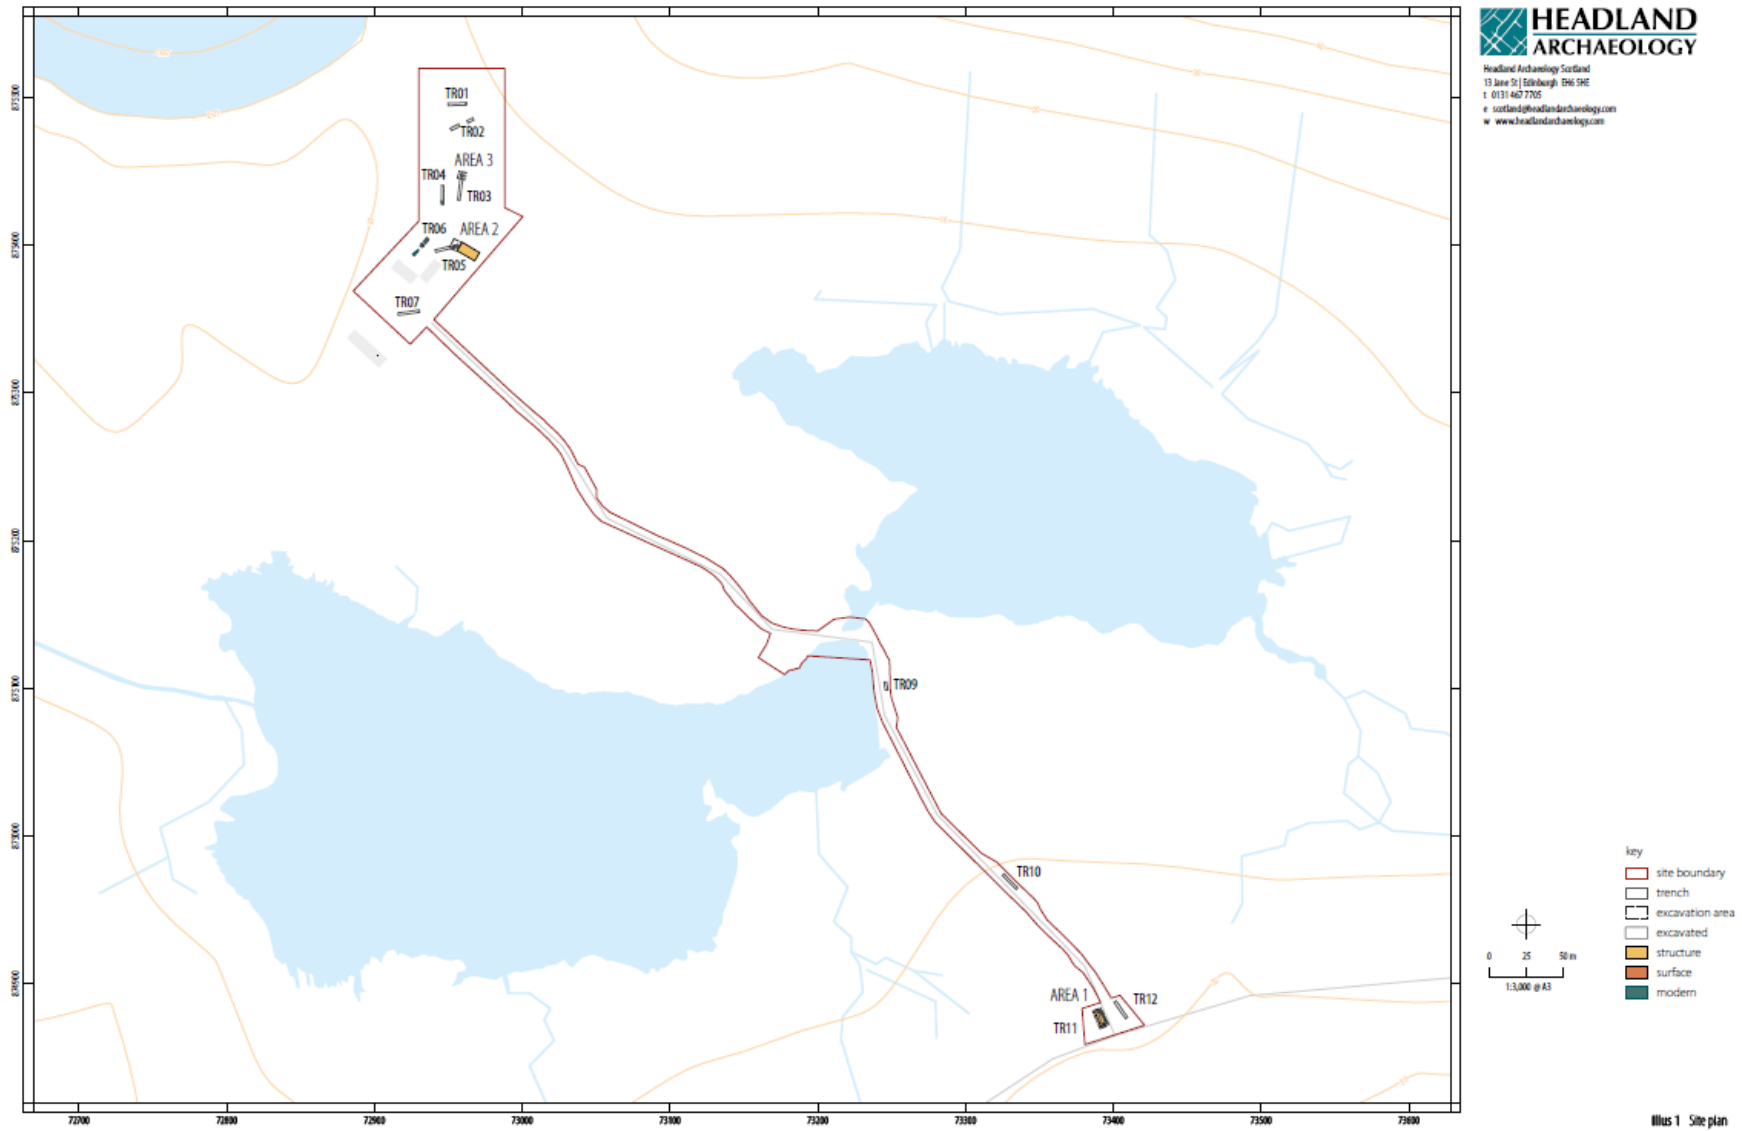 HEADLAND
ARCHAEOLOGY
Headland Archaeology Scotland
13 Jane St | Edinburgh EH6 5HE
t 0131 467 7705
e scotland@headlandarchaeology.com
w www.headlandarchaeology.com
TR01
TR02
AREA 3
TR04
TR03
TR06
AREA 2
TR05
TR07
TR09
TR10
AREA 1
TR12
TR11
key
site boundary
trench
excavation area
excavated
structure
surface
modern
0 25 50 m
1:3,000 @ A3
72700 72800 72900 73000 73100 73200 73300 73400 73500 73600
Illus 1 Site plan